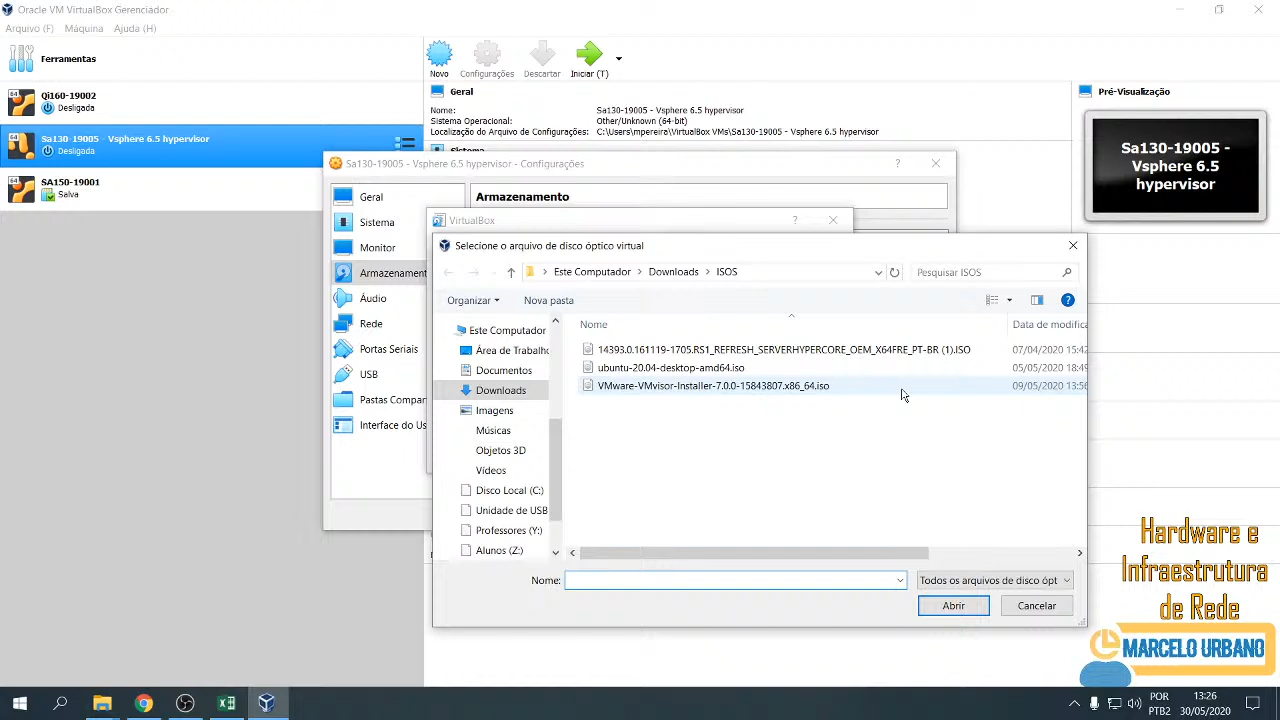 Oracle VM VirtualBox Gerenciador
Arquivo (F) Máquina Ajuda (H)
Ferramentas
Novo Configurações Descartar Iniciar (T)
64 Qi160-19002
Desligada
64 Sa130-19005 - Vsphere 6.5 hypervisor
Desligada
64 SA150-19001
Salva
Geral
Nome: Sa130-19005 - Vsphere 6.5 hypervisor
Sistema Operacional: Other/Unknown (64-bit)
Localização do Arquivo de Configurações: C:\Users\mpereira\VirtualBox VMs\Sa130-19005 - Vsphere 6.5 hypervisor
Sistema
Pré-Visualização
Sa130-19005 -
Vsphere 6.5
hypervisor
Sa130-19005 - Vsphere 6.5 hypervisor - Configurações ?
Geral
Sistema
Monitor
Armazenament
Áudio
Rede
Portas Seriais
USB
Pastas Compar
Interface do Us
Armazenamento
VirtualBox ?
Selecione o arquivo de disco óptico virtual
Este Computador > Downloads > ISOS
Pesquisar ISOS
Organizar Nova pasta ?
Este Computador
Área de Trabalho
Documentos
Downloads
Imagens
Músicas
Objetos 3D
Vídeos
Disco Local (C:)
Unidade de USB
Professores (Y:)
Alunos (Z:)
Nome Data de modifica
14393.0.161119-1705.RS1_REFRESH_SERVERHYPERCORE_OEM_X64FRE_PT-BR (1).ISO 07/04/2020 15:42
ubuntu-20.04-desktop-amd64.iso 05/05/2020 18:49
VMware-VMvisor-Installer-7.0.0-15843807.x86_64.iso 09/05/2020 13:56
Nome: Todos os arquivos de disco ópt
Abrir Cancelar
Hardware e
Infraestrutura
de Rede
MARCELO URBANO
POR
PTB2
13:26
30/05/2020